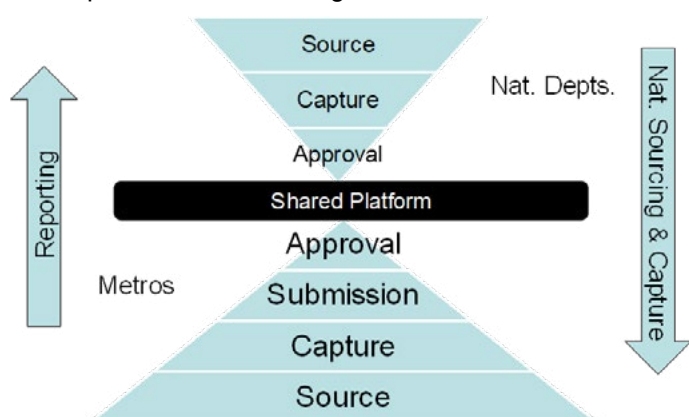 Source
Capture
Nat. Depts.
Approval
Shared Platform
Approval
Metros
Submission
Capture
Source
Reporting
Nat. Sourcing & Capture